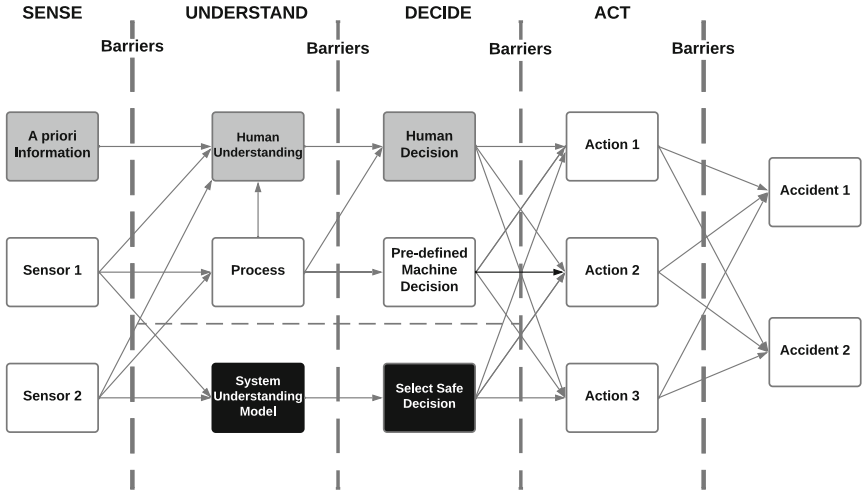 SENSE
UNDERSTAND
DECIDE
ACT
Barriers
Barriers
Barriers
Barriers
A priori
Information
Human
Understanding
Human
Decision
Action 1
Accident 1
Sensor 1
Process
Pre-defined
Machine
Decision
Action 2
Accident 2
Sensor 2
System
Understanding
Model
Select Safe
Decision
Action 3